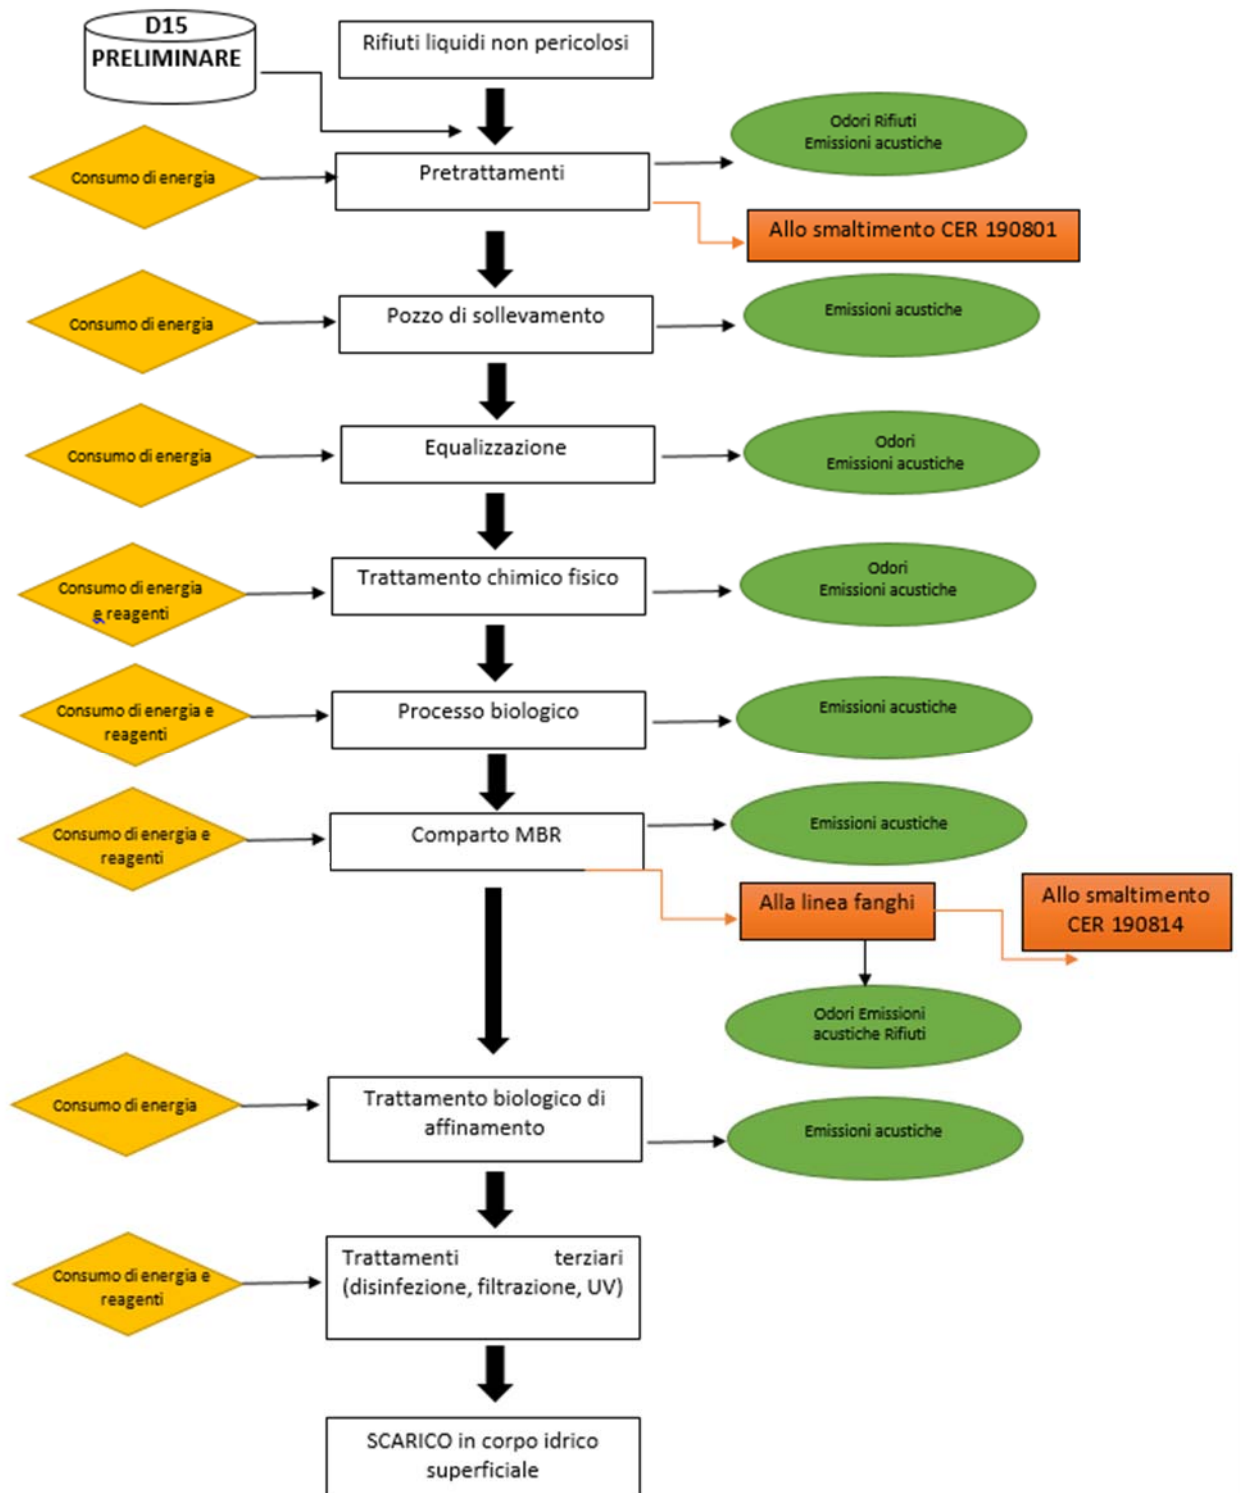 D15
PRELIMINARE
Rifiuti liquidi non pericolosi
Odori Rifiuti
Emissioni acustiche
Consumo di energia
Pretrattamenti
Allo smaltimento CER 190801
Consumo di energia
Pozzo di sollevamento
Emissioni acustiche
Consumo di energia
Equalizzazione
Odori
Emissioni acustiche
Consumo di energia
e reagenti
Trattamento chimico fisico
Odori
Emissioni acustiche
Consumo di energia e
reagenti
Processo biologico
Emissioni acustiche
Consumo di energia e
reagenti
Comparto MBR
Emissioni acustiche
Alla linea fanghi
Allo smaltimento
CER 190814
Odori Emissioni
acustiche Rifiuti
Consumo di energia
Trattamento biologico di
affinamento
Emissioni acustiche
Consumo di energia e
reagenti
Trattamenti terziari
(disinfezione, filtrazione, UV)
SCARICO in corpo idrico
superficiale